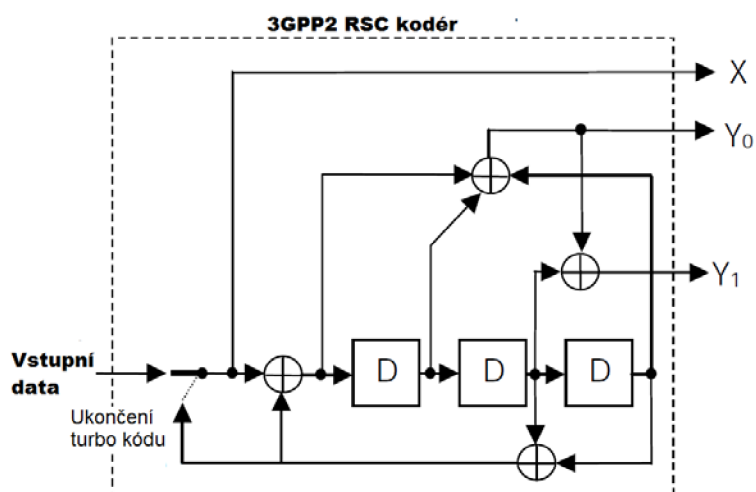 3GPP2 RSC kodér
X
Y0
Y1
Vstupní
data
D
D
D
Ukončení
turbo kódu